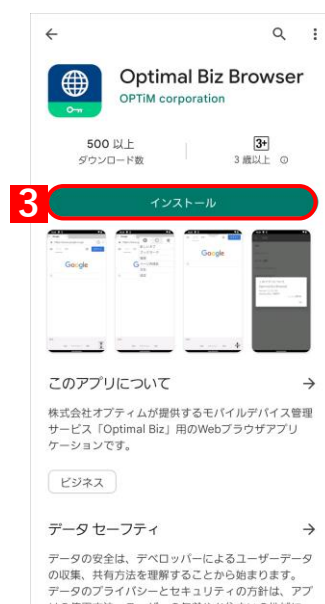 Optimal Biz Browser
OPTiM corporation
500 以上
ダウンロード数
3+
3 歳以上
3
インストール
Google
Google
このアプリについて
株式会社オプティムが提供するモバイルデバイス管理
サービス「Optimal Biz」用のWebブラウザアプリ
ケーションです。
ビジネス
データ セーフティ
データの安全は、デベロッパーによるユーザーデータ
の収集、共有方法を理解することから始まります。
データのプライバシーとセキュリティの方針は、アプ